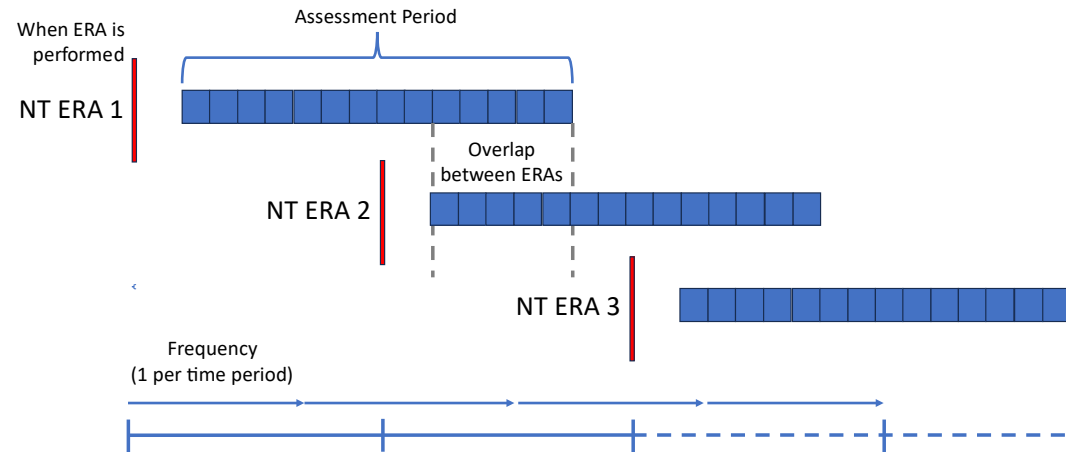 When ERA is
performed
Assessment Period
NT ERA 1
Overlap
between ERAs
NT ERA 2
NT ERA 3
Frequency
(1 per time period)